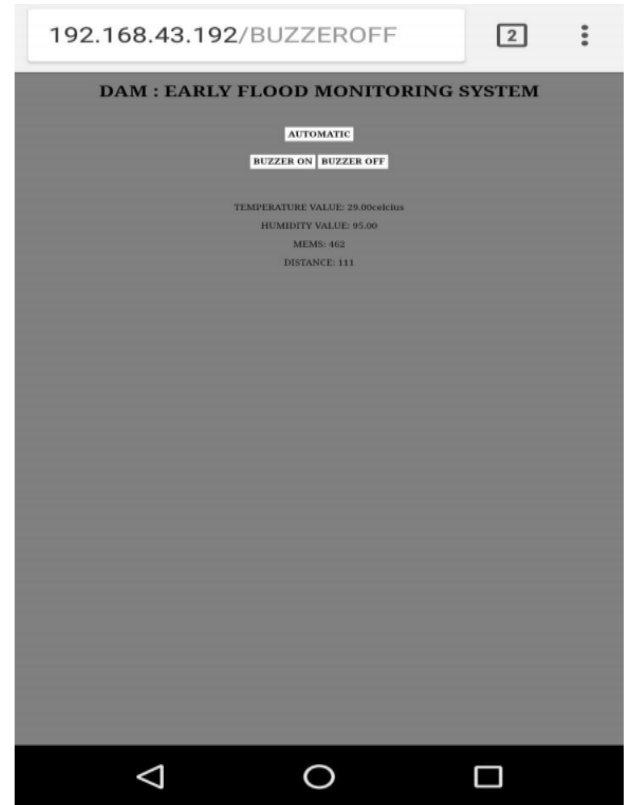 192.168.43.192/BUZZEROFF 2
DAM : EARLY FLOOD MONITORING SYSTEM
AUTOMATIC
BUZZER ON BUZZER OFF
TEMPERATURE VALUE: 29.00celcius
HUMIDITY VALUE: 95.00
MEMS: 462
DISTANCE: 111